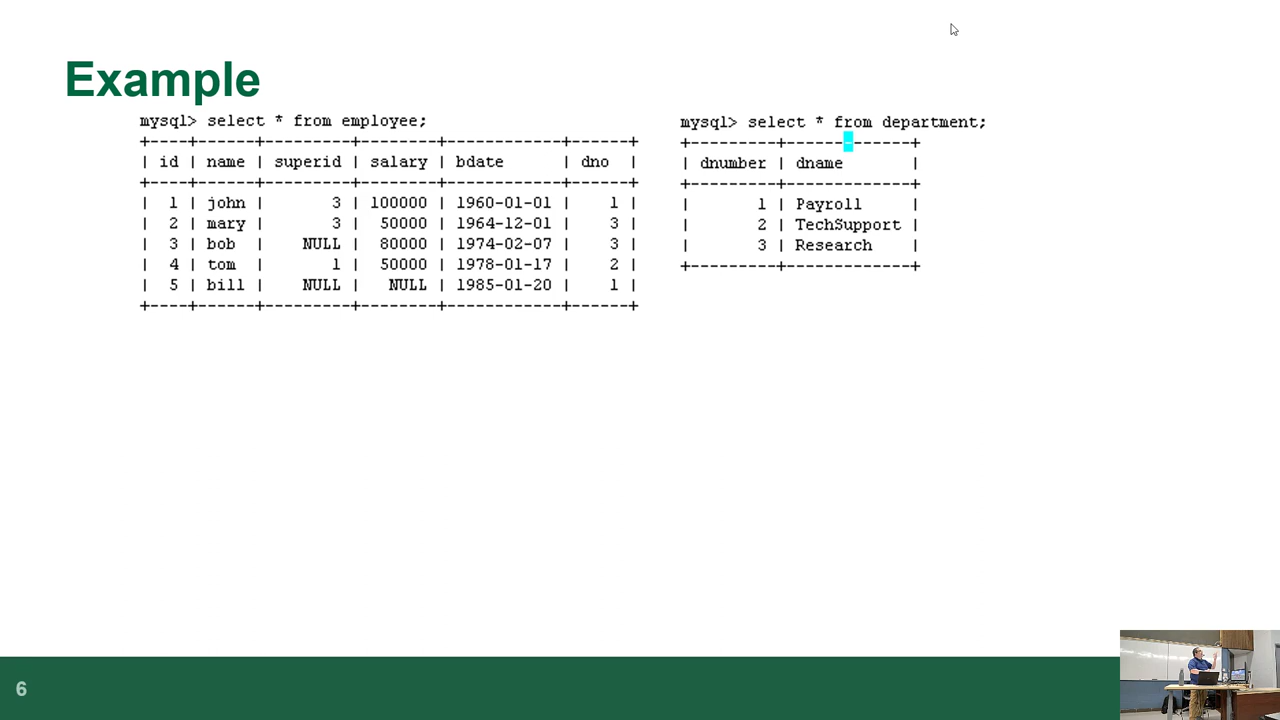 Example
mysql> select * from employee;
+----+------+---------+--------+------------+------+
| id | name | superid | salary | bdate      | dno  |
+----+------+---------+--------+------------+------+
|  1 | john |       3 | 100000 | 1960-01-01 |    1 |
|  2 | mary |       3 |  50000 | 1964-12-01 |    3 |
|  3 | bob  |    NULL |  80000 | 1974-02-07 |    3 |
|  4 | tom  |       1 |  50000 | 1978-01-17 |    2 |
|  5 | bill |    NULL |   NULL | 1985-01-20 |    1 |
+----+------+---------+--------+------------+------+
mysql> select * from department;
+---------+-------------+
| dnumber | dname       |
+---------+-------------+
|       1 | Payroll     |
|       2 | TechSupport |
|       3 | Research    |
+---------+-------------+
6